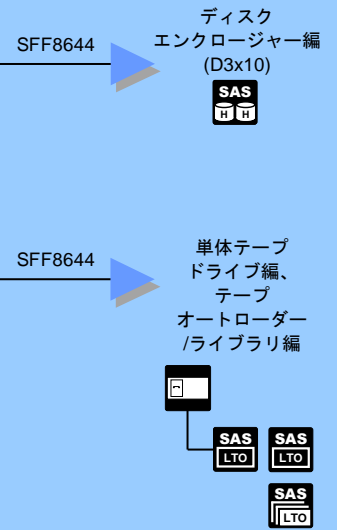 SFF8644
ディスク
エンクロージャー編
(D3x10)
SAS
H H
SFF8644
単体テープ
ドライブ編、
テープ
オートローダー
/ライブラリ編
SAS
LTO
SAS
LTO
SAS
LTO